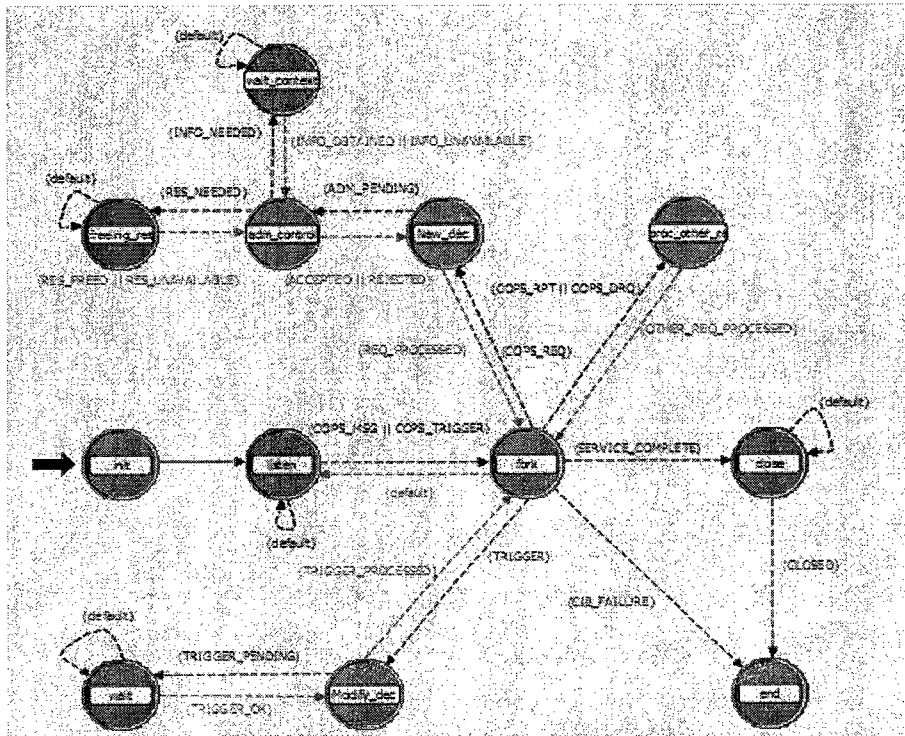 (default)
wait_context
(INFO_NEEDED)
(INFO_OBTAINED || INFO_UNAVAILABLE)
(default)
(RES_NEEDED)
(ADM_PENDING)
adm_control
New_dec
(RES_FREED || RES_UNAVAILABLE)
(ACCEPTED || REJECTED)
(COPS_RPT || COPS_DRQ)
(OTHER_REQ_PROCESSED)
(REQ_PROCESSED)
(COPS_REQ)
(default)
(COPS_MSG || COPS_TRIGGER)
(SERVICE_COMPLETE)
init
listen
fork
close
(default)
(default)
(TRIGGER_PROCESSED)
(TRIGGER)
(CLOSED)
(default)
(TRIGGER_PENDING)
wait
Modify_dec
end
(TRIGGER_OK)